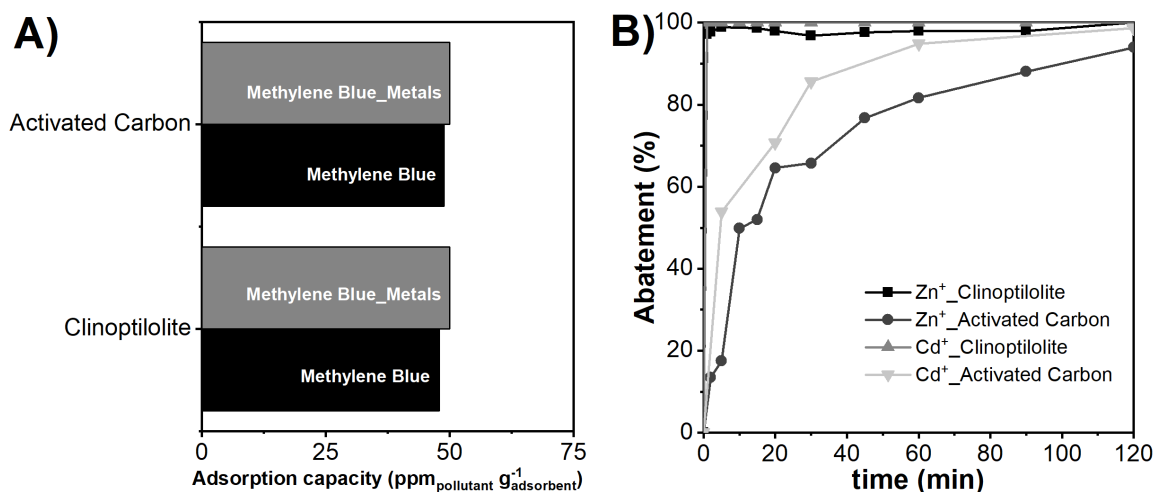 A)
Activated Carbon
Methylene Blue_Metals
Methylene Blue
Clinoptilolite
Methylene Blue_Metals
Methylene Blue
0 25 50 75
Adsorption capacity (ppm_pollutant g⁻¹_adsorbent)
B)
Abatement (%)
100
80
60
40
20
0
Zn⁺_Clinoptilolite
Zn⁺_Activated Carbon
Cd⁺_Clinoptilolite
Cd⁺_Activated Carbon
0 20 40 60 80 100 120
time (min)